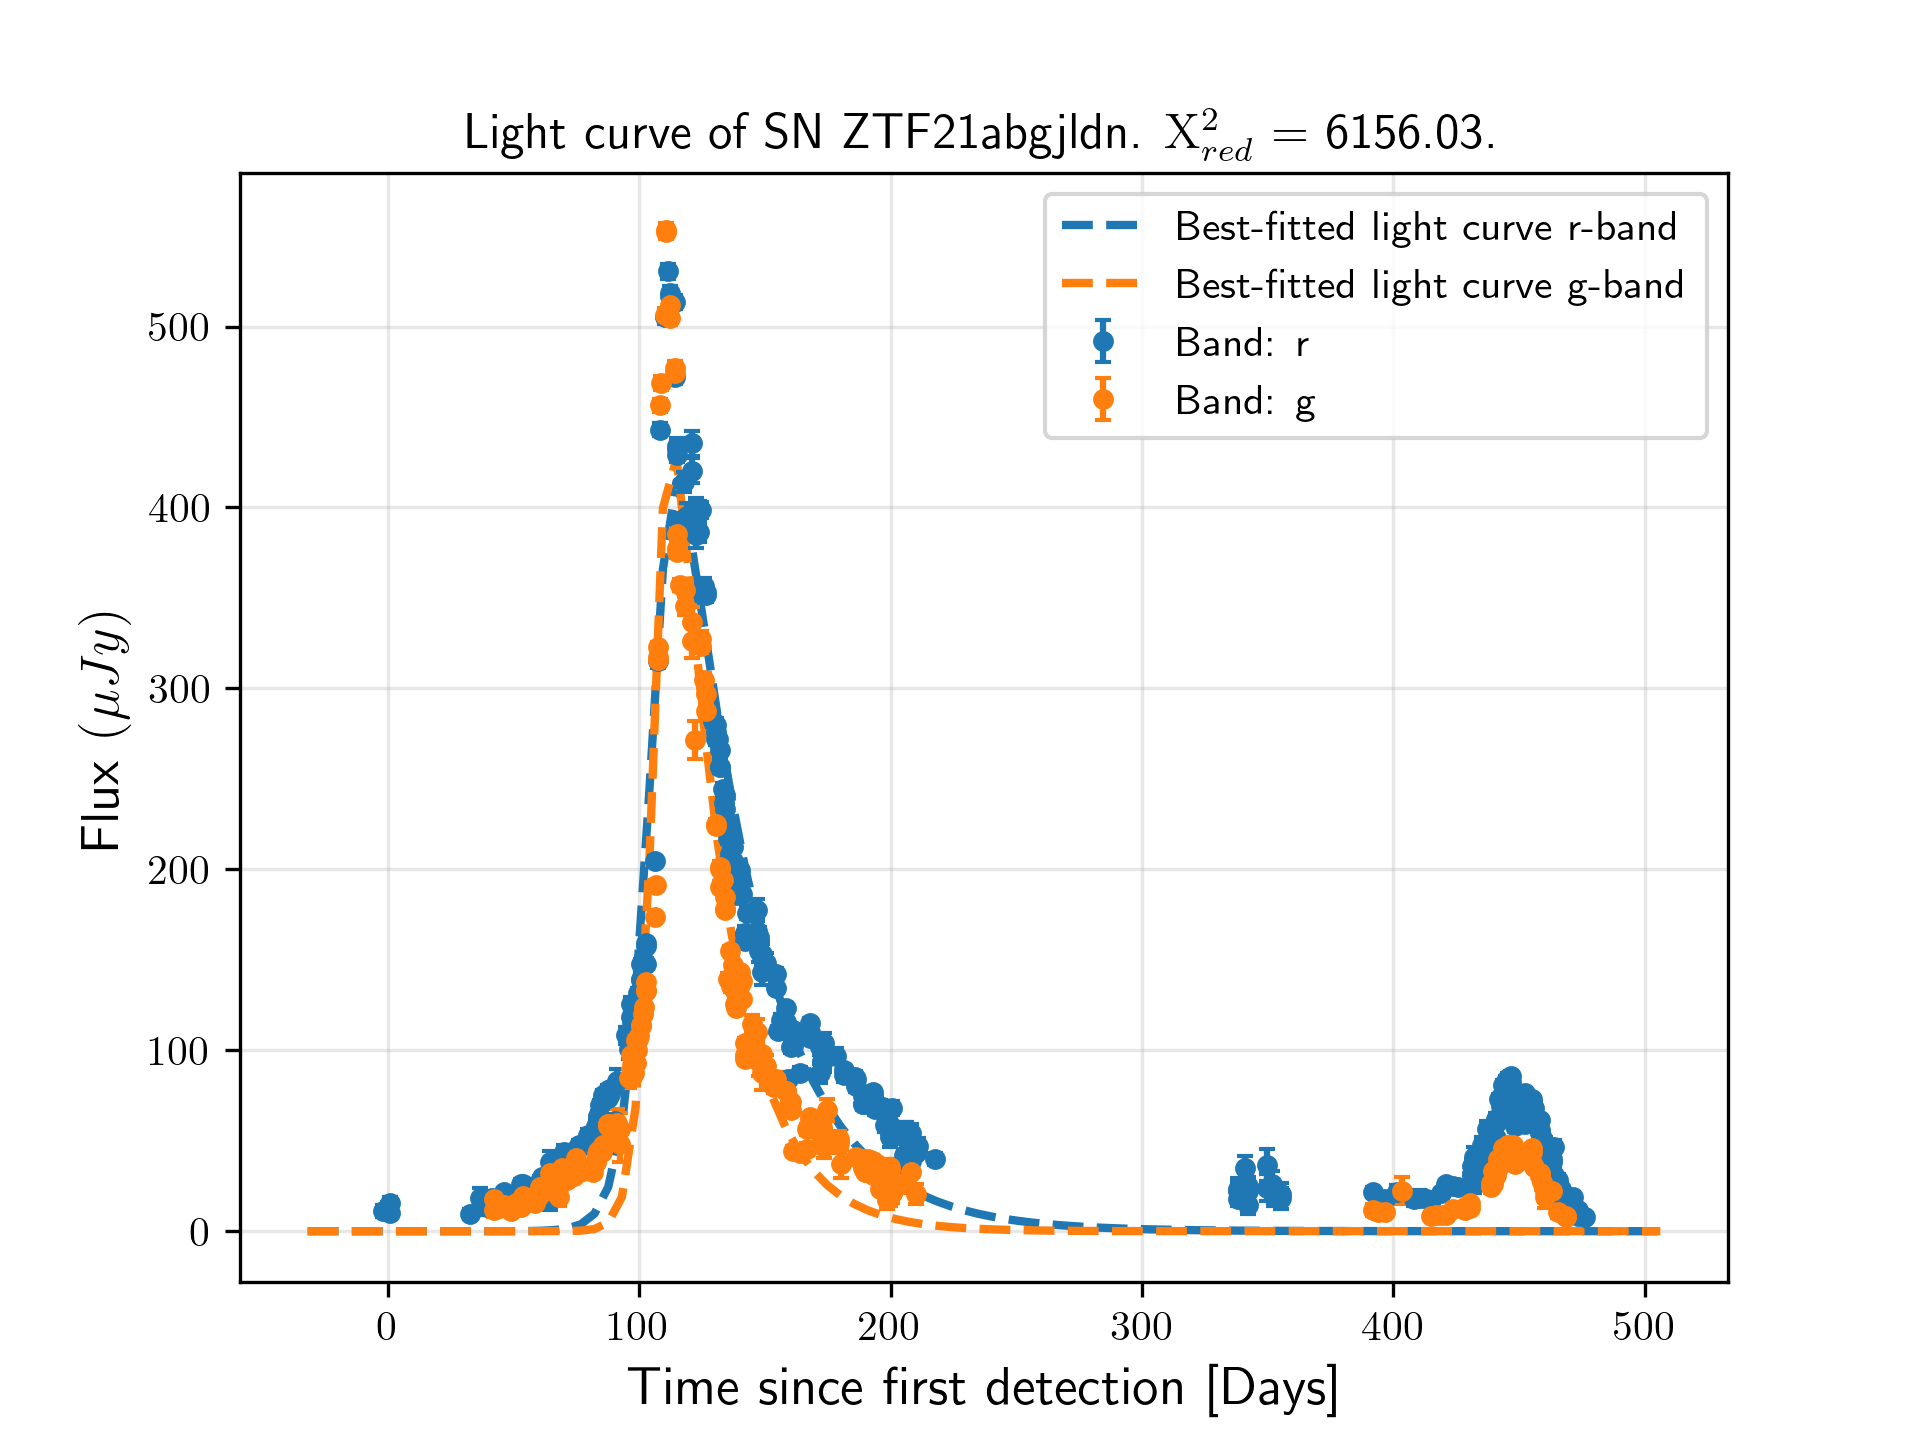 Light curve of SN ZTF21abgjldn. X²_red = 6156.03.
Best-fitted light curve r-band
Best-fitted light curve g-band
Band: r
Band: g
Flux (μJy)
500
400
300
200
100
0
0 100 200 300 400 500
Time since first detection [Days]